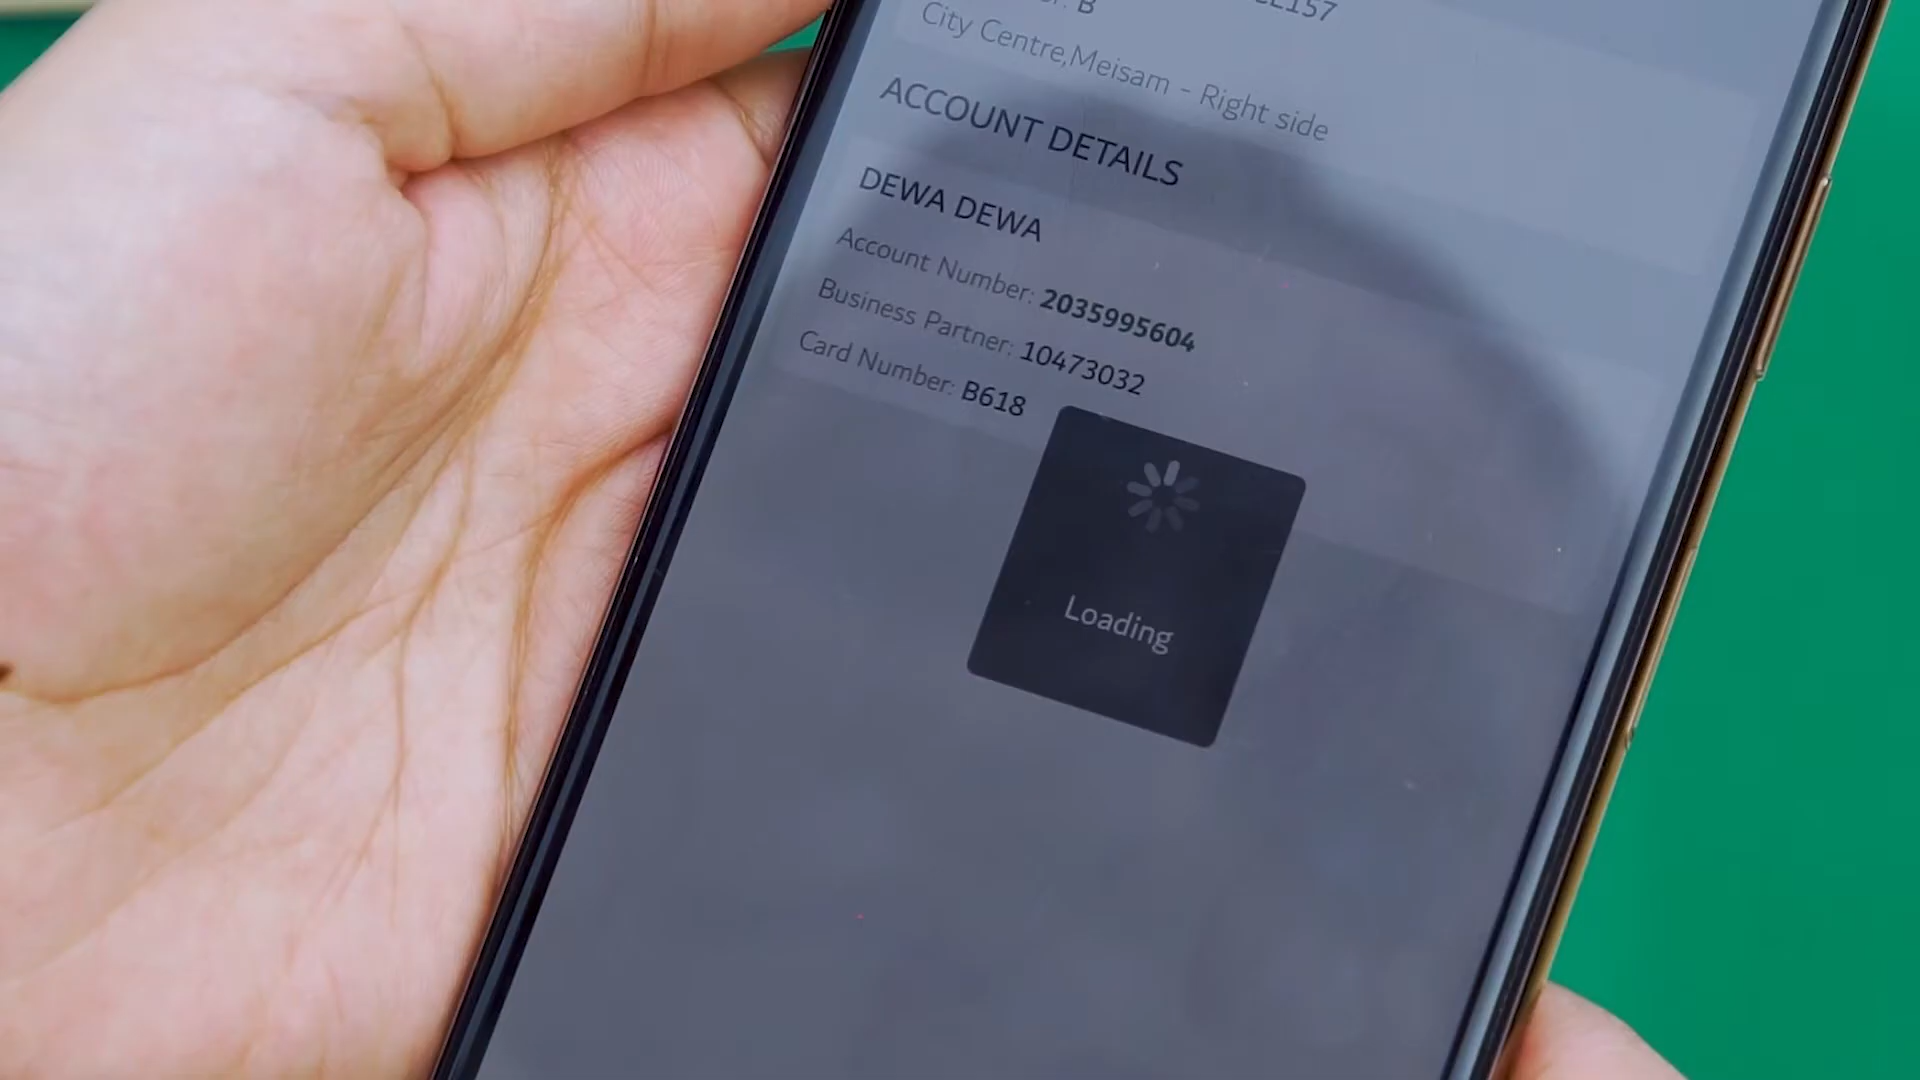 B
City Centre,Meisam - Right side
ACCOUNT DETAILS
DEWA DEWA
Account Number: 2035995604
Business Partner: 10473032
Card Number: B618
Loading